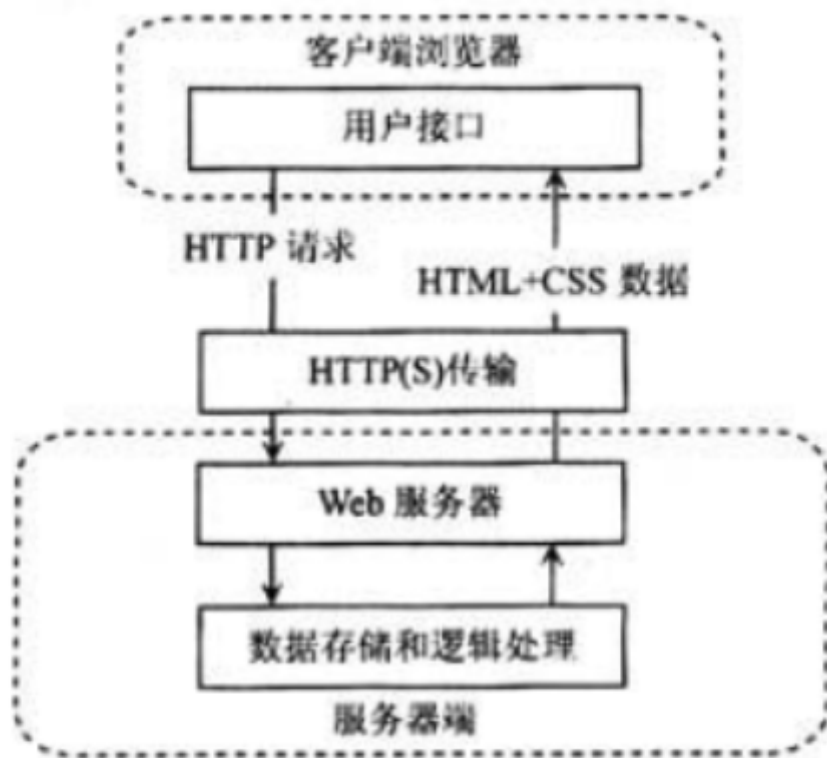 客户端浏览器
用户接口
HTTP 请求
HTML+CSS 数据
HTTP(S)传输
Web 服务器
数据存储和逻辑处理
服务器端